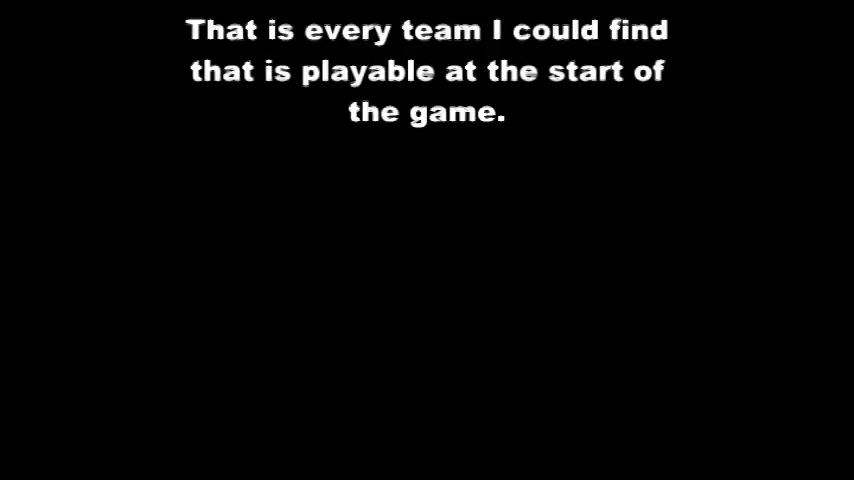 That is every team I could find
that is playable at the start of
the game.